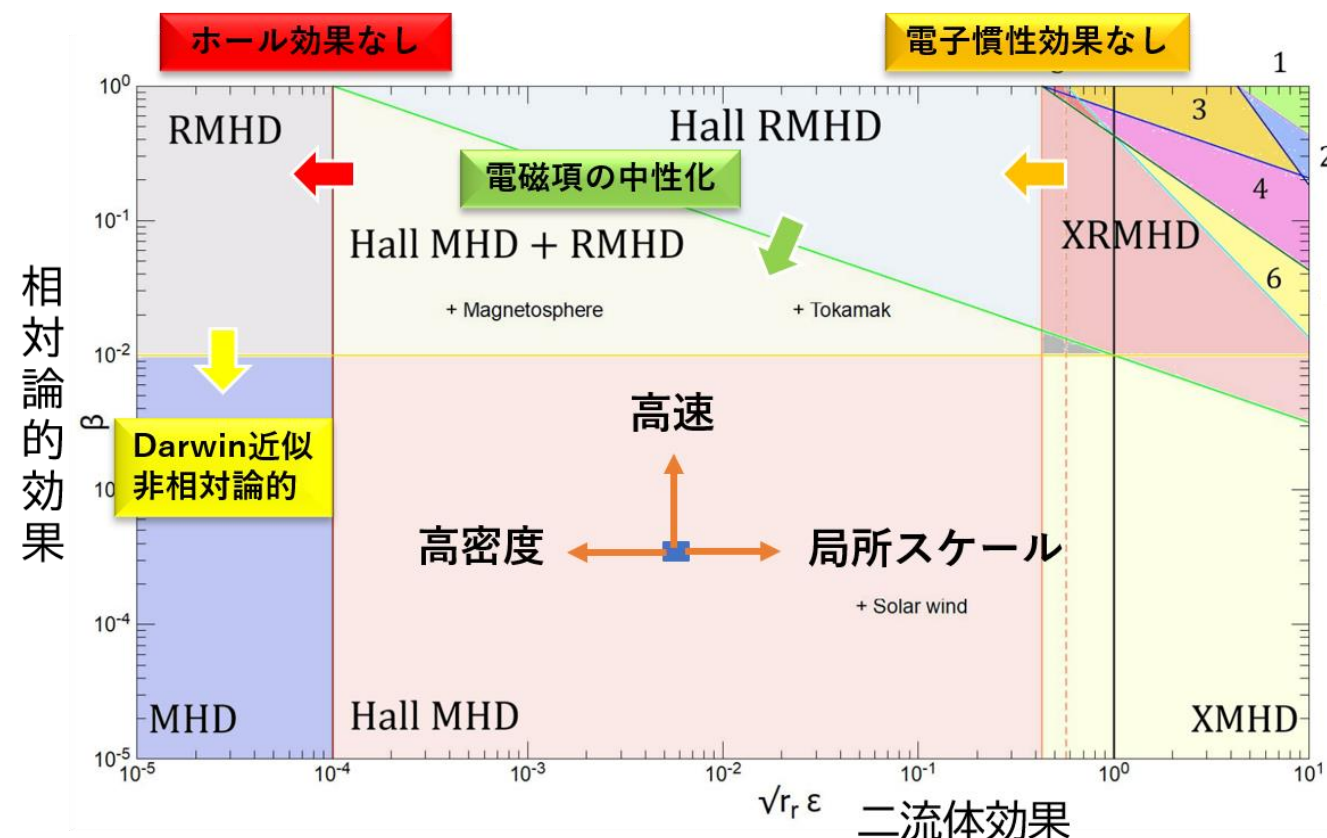 ホール効果なし
電子慣性効果なし
1
3
2
4
6
RMHD
Hall RMHD
電磁項の中性化
Hall MHD + RMHD
XRMHD
+ Magnetosphere
+ Tokamak
相対論的効果
β
Darwin近似
非相対論的
高速
高密度
局所スケール
+ Solar wind
MHD
Hall MHD
XMHD
10⁰
10⁻¹
10⁻²
10⁻⁴
10⁻⁵
10⁻⁵
10⁻⁴
10⁻³
10⁻²
10⁻¹
10⁰
10¹
√rᵣ ε
二流体効果